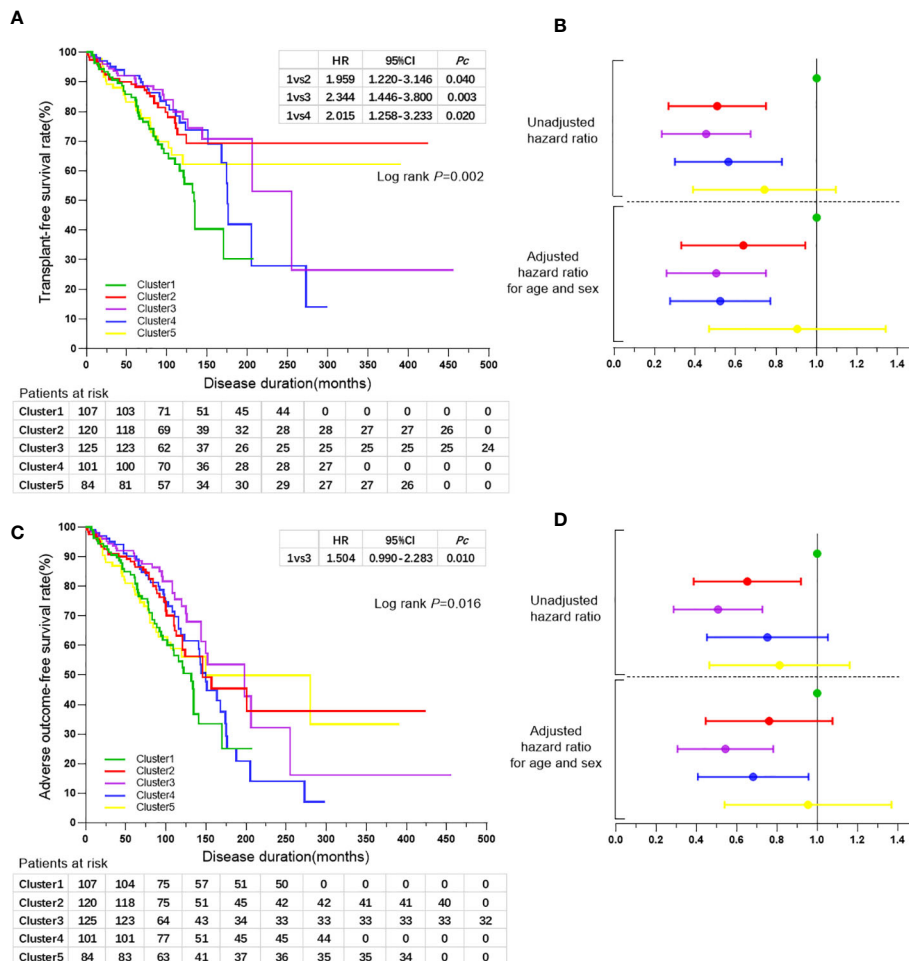 A
HR 95%CI Pc
1vs2 1.959 1.220-3.146 0.040
1vs3 2.344 1.446-3.800 0.003
1vs4 2.015 1.258-3.233 0.020
Log rank P=0.002
Transplant-free survival rate(%)
100
90
80
70
60
50
40
30
20
10
0
Cluster1
Cluster2
Cluster3
Cluster4
Cluster5
0 50 100 150 200 250 300 350 400 450 500
Disease duration(months)
Patients at risk
Cluster1 107 103 71 51 45 44 0 0 0 0 0
Cluster2 120 118 69 39 32 28 28 27 27 26 0
Cluster3 125 123 62 37 26 25 25 25 25 25 24
Cluster4 101 100 70 36 28 28 27 0 0 0 0
Cluster5 84 81 57 34 30 29 27 27 26 0 0
B
Unadjusted
hazard ratio
Adjusted
hazard ratio
for age and sex
0.0 0.2 0.4 0.6 0.8 1.0 1.2 1.4
C
HR 95%CI Pc
1vs3 1.504 0.990-2.283 0.010
Log rank P=0.016
Adverse outcome-free survival rate(%)
100
90
80
70
60
50
40
30
20
10
0
Cluster1
Cluster2
Cluster3
Cluster4
Cluster5
0 50 100 150 200 250 300 350 400 450 500
Disease duration(months)
Patients at risk
Cluster1 107 104 75 57 51 50 0 0 0 0 0
Cluster2 120 118 75 51 45 42 42 41 41 40 0
Cluster3 125 123 64 43 34 33 33 33 33 33 32
Cluster4 101 101 77 51 45 45 44 0 0 0 0
Cluster5 84 83 63 41 37 36 35 35 34 0 0
D
Unadjusted
hazard ratio
Adjusted
hazard ratio
for age and sex
0.0 0.2 0.4 0.6 0.8 1.0 1.2 1.4